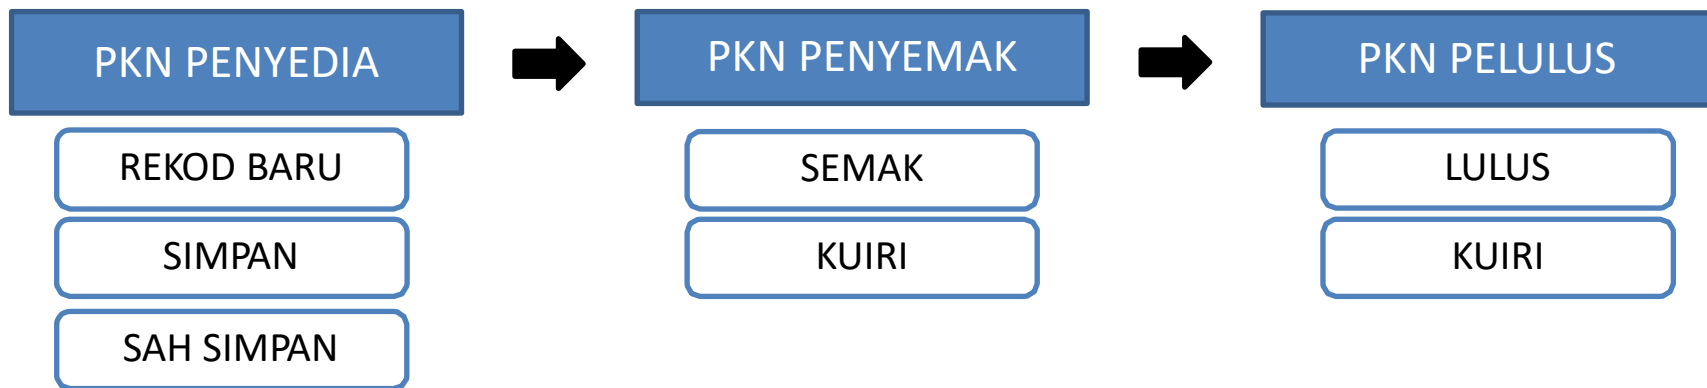 PKN PENYEDIA
REKOD BARU
SIMPAN
SAH SIMPAN
PKN PENYEMAK
SEMAK
KUIRI
PKN PELULUS
LULUS
KUIRI